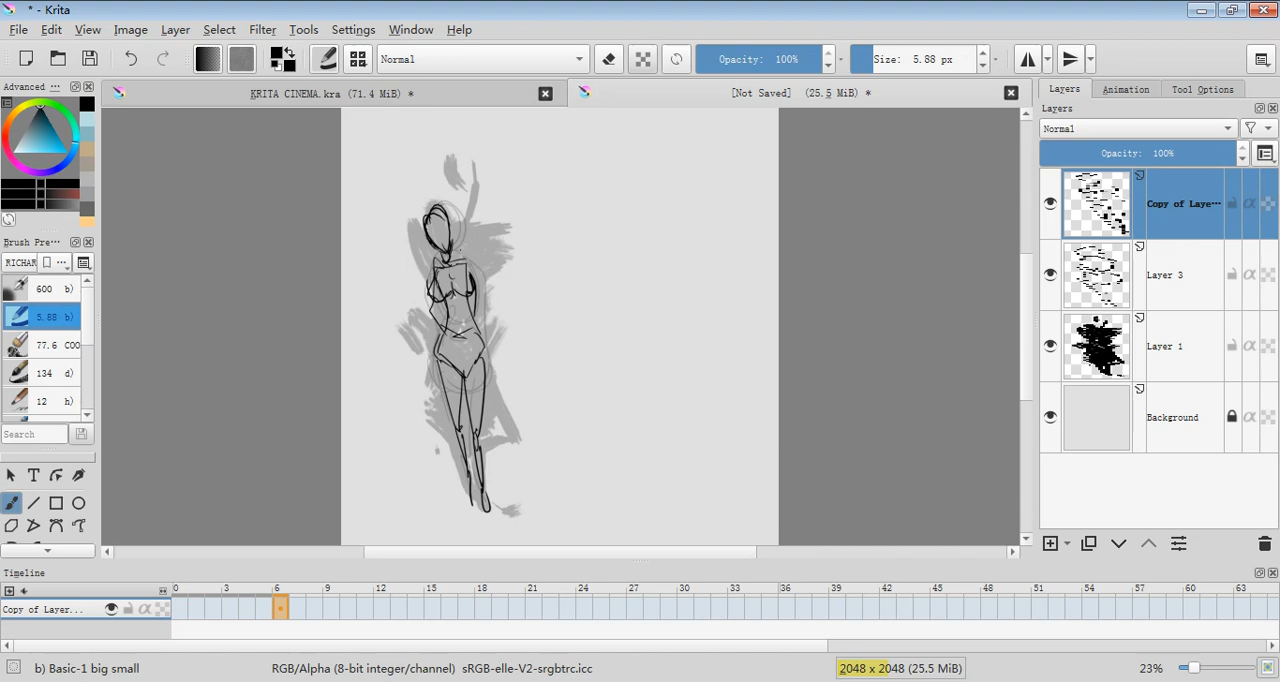 * - Krita
File Edit View Image Layer Select Filter Tools Settings Window Help
Normal Opacity: 100% Size: 5.88 px
Advanced ...
KRITA CINEMA.kra (71.4 MiB) *
[Not Saved] (25.5 MiB) *
Layers Animation Tool Options
Layers
Normal
Opacity: 100%
Copy of Laye...
Layer 3
Layer 1
Background
Brush Pre...
RICHAR ...
600 b)
5.88 b)
77.6 COO
134 d)
12 h)
Search
Timeline
0 3 6 9 12 15 18 21 24 27 30 33 36 39 42 45 48 51 54 57 60 63
Copy of Layer...
b) Basic-1 big small
RGB/Alpha (8-bit integer/channel) sRGB-elle-V2-srgbtrc.icc
2048 x 2048 (25.5 MiB)
23%